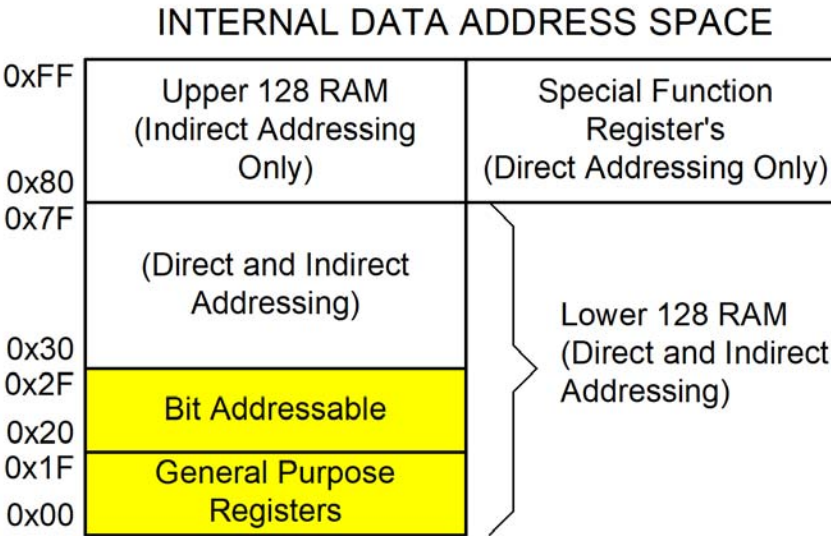 INTERNAL DATA ADDRESS SPACE
0xFF
Upper 128 RAM
(Indirect Addressing
Only)
0x80
Special Function
Register's
(Direct Addressing Only)
0x7F
(Direct and Indirect
Addressing)
0x30
Lower 128 RAM
(Direct and Indirect
Addressing)
0x2F
Bit Addressable
0x20
0x1F
General Purpose
Registers
0x00